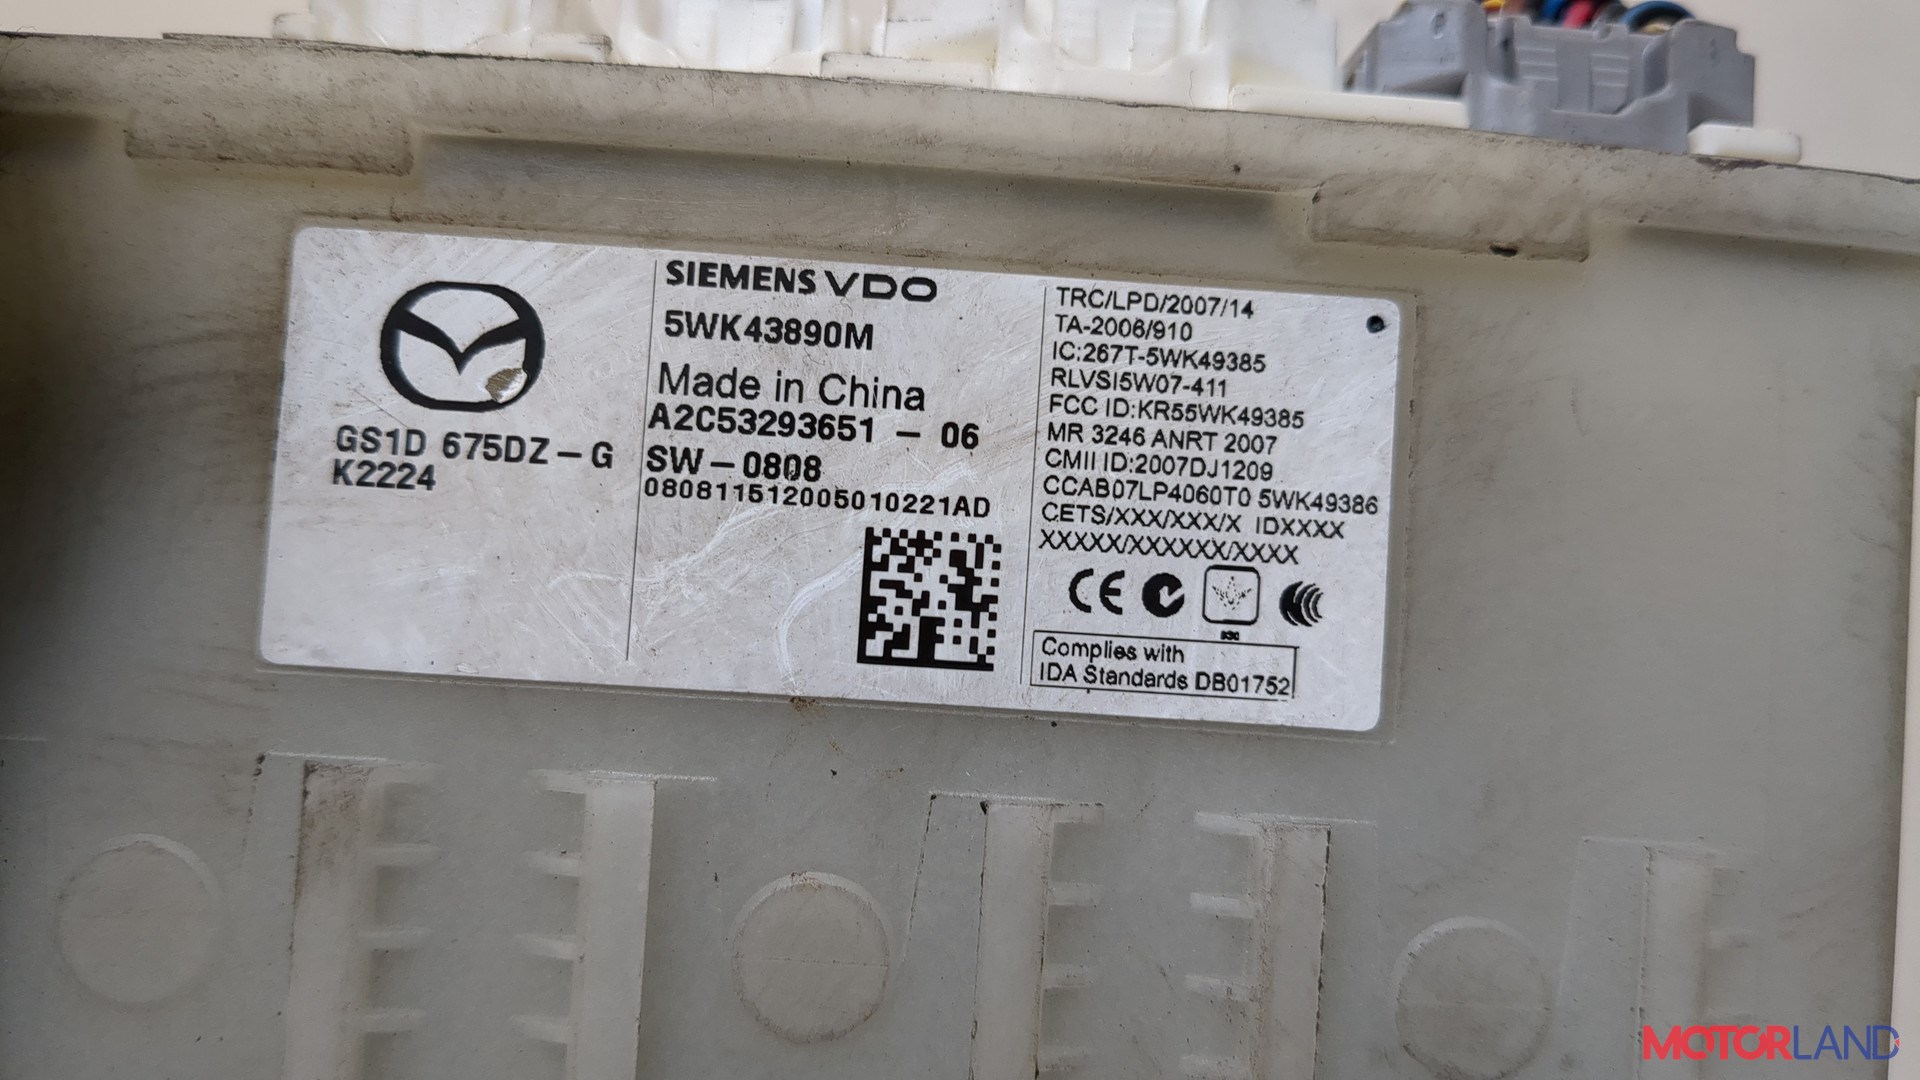 GS1D 675DZ-G
K2224
SIEMENS VDO
5WK43890M
Made in China
A2C53293651 - 06
SW-0808
080811512005010221AD
TRC/LPD/2007/14
TA-2006/910
IC:267T-5WK49385
RLVSI5W07-411
FCC ID:KR55WK49385
MR 3246 ANRT 2007
CMII ID:2007DJ1209
CCAB07LP4060T0 5WK49386
CETS/XXX/XXX/X IDXXXX
XXXXX/XXXXXX/XXXX
CE
Complies with
IDA Standards DB01752
MOTORLAND